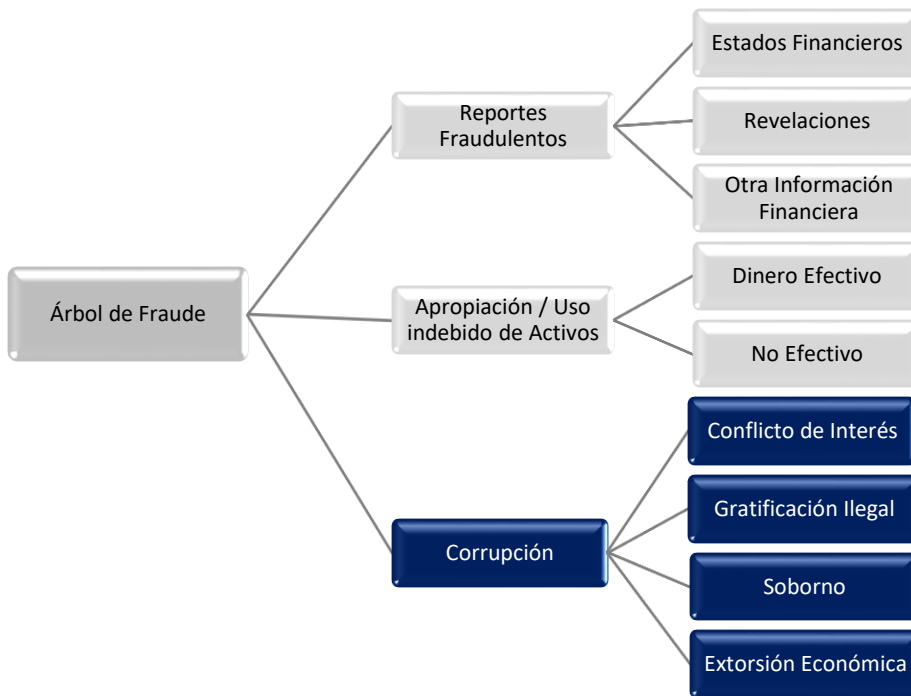 Estados Financieros
Reportes
Fraudulentos
Revelaciones
Otra Información
Financiera
Árbol de Fraude
Apropiación / Uso
indebido de Activos
Dinero Efectivo
No Efectivo
Corrupción
Conflicto de Interés
Gratificación Ilegal
Soborno
Extorsión Económica